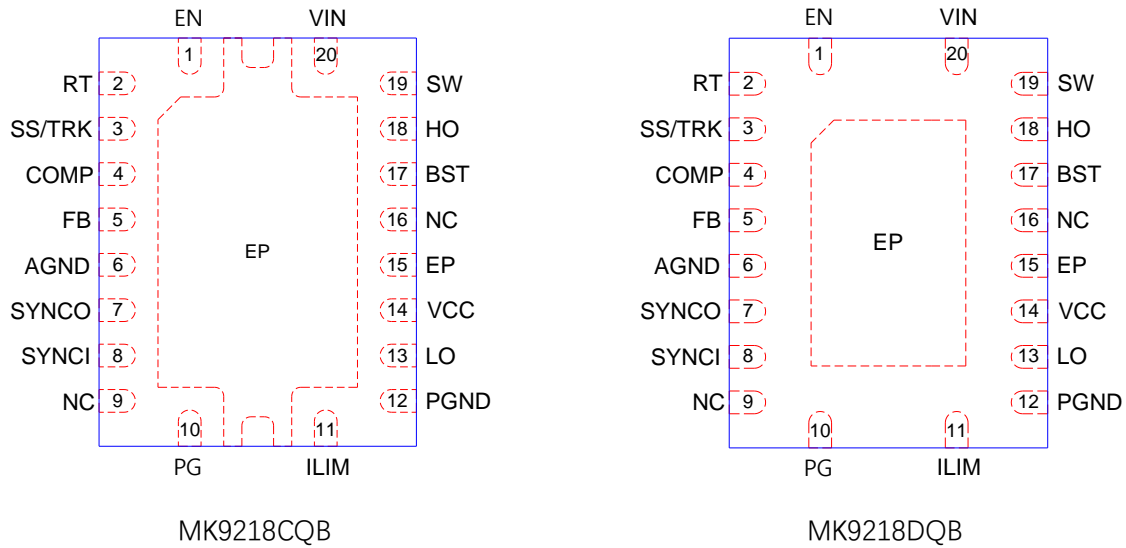 EN VIN
1 20
RT 2 19 SW
SS/TRK 3 18 HO
COMP 4 17 BST
FB 5 16 NC
EP
AGND 6 15 EP
SYNCO 7 14 VCC
SYNCI 8 13 LO
NC 9 12 PGND
10 11
PG ILIM
MK9218CQB
EN VIN
1 20
RT 2 19 SW
SS/TRK 3 18 HO
COMP 4 17 BST
FB 5 16 NC
EP
AGND 6 15 EP
SYNCO 7 14 VCC
SYNCI 8 13 LO
NC 9 12 PGND
10 11
PG ILIM
MK9218DQB